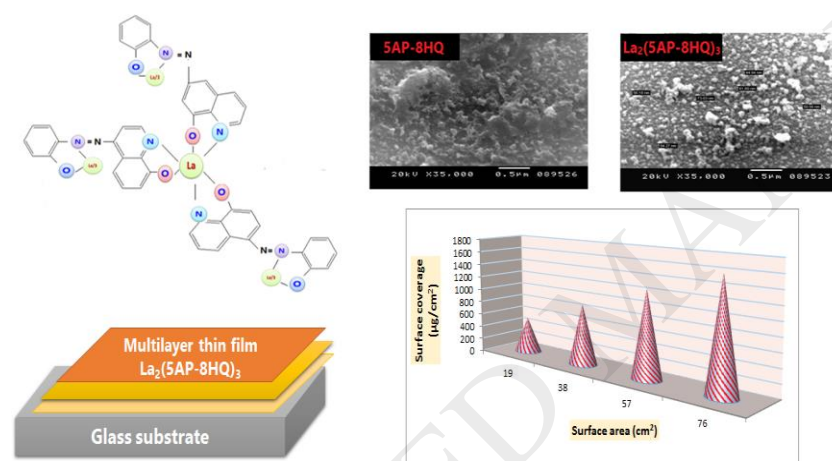 N = N
O
La/3
N
O
N
N = N
N
O
La
La/3
O
O
N
N= N
La/3
O
5AP-8HQ
20kV X35,000 0.5µm 089526
La2(5AP-8HQ)3
20kV X35,000 0.5µm 089523
Multilayer thin film
La2(5AP-8HQ)3
Glass substrate
Surface coverage
(µg/cm2)
1800
1600
1400
1200
1000
800
600
400
200
0
19
38
57
76
Surface area (cm2)